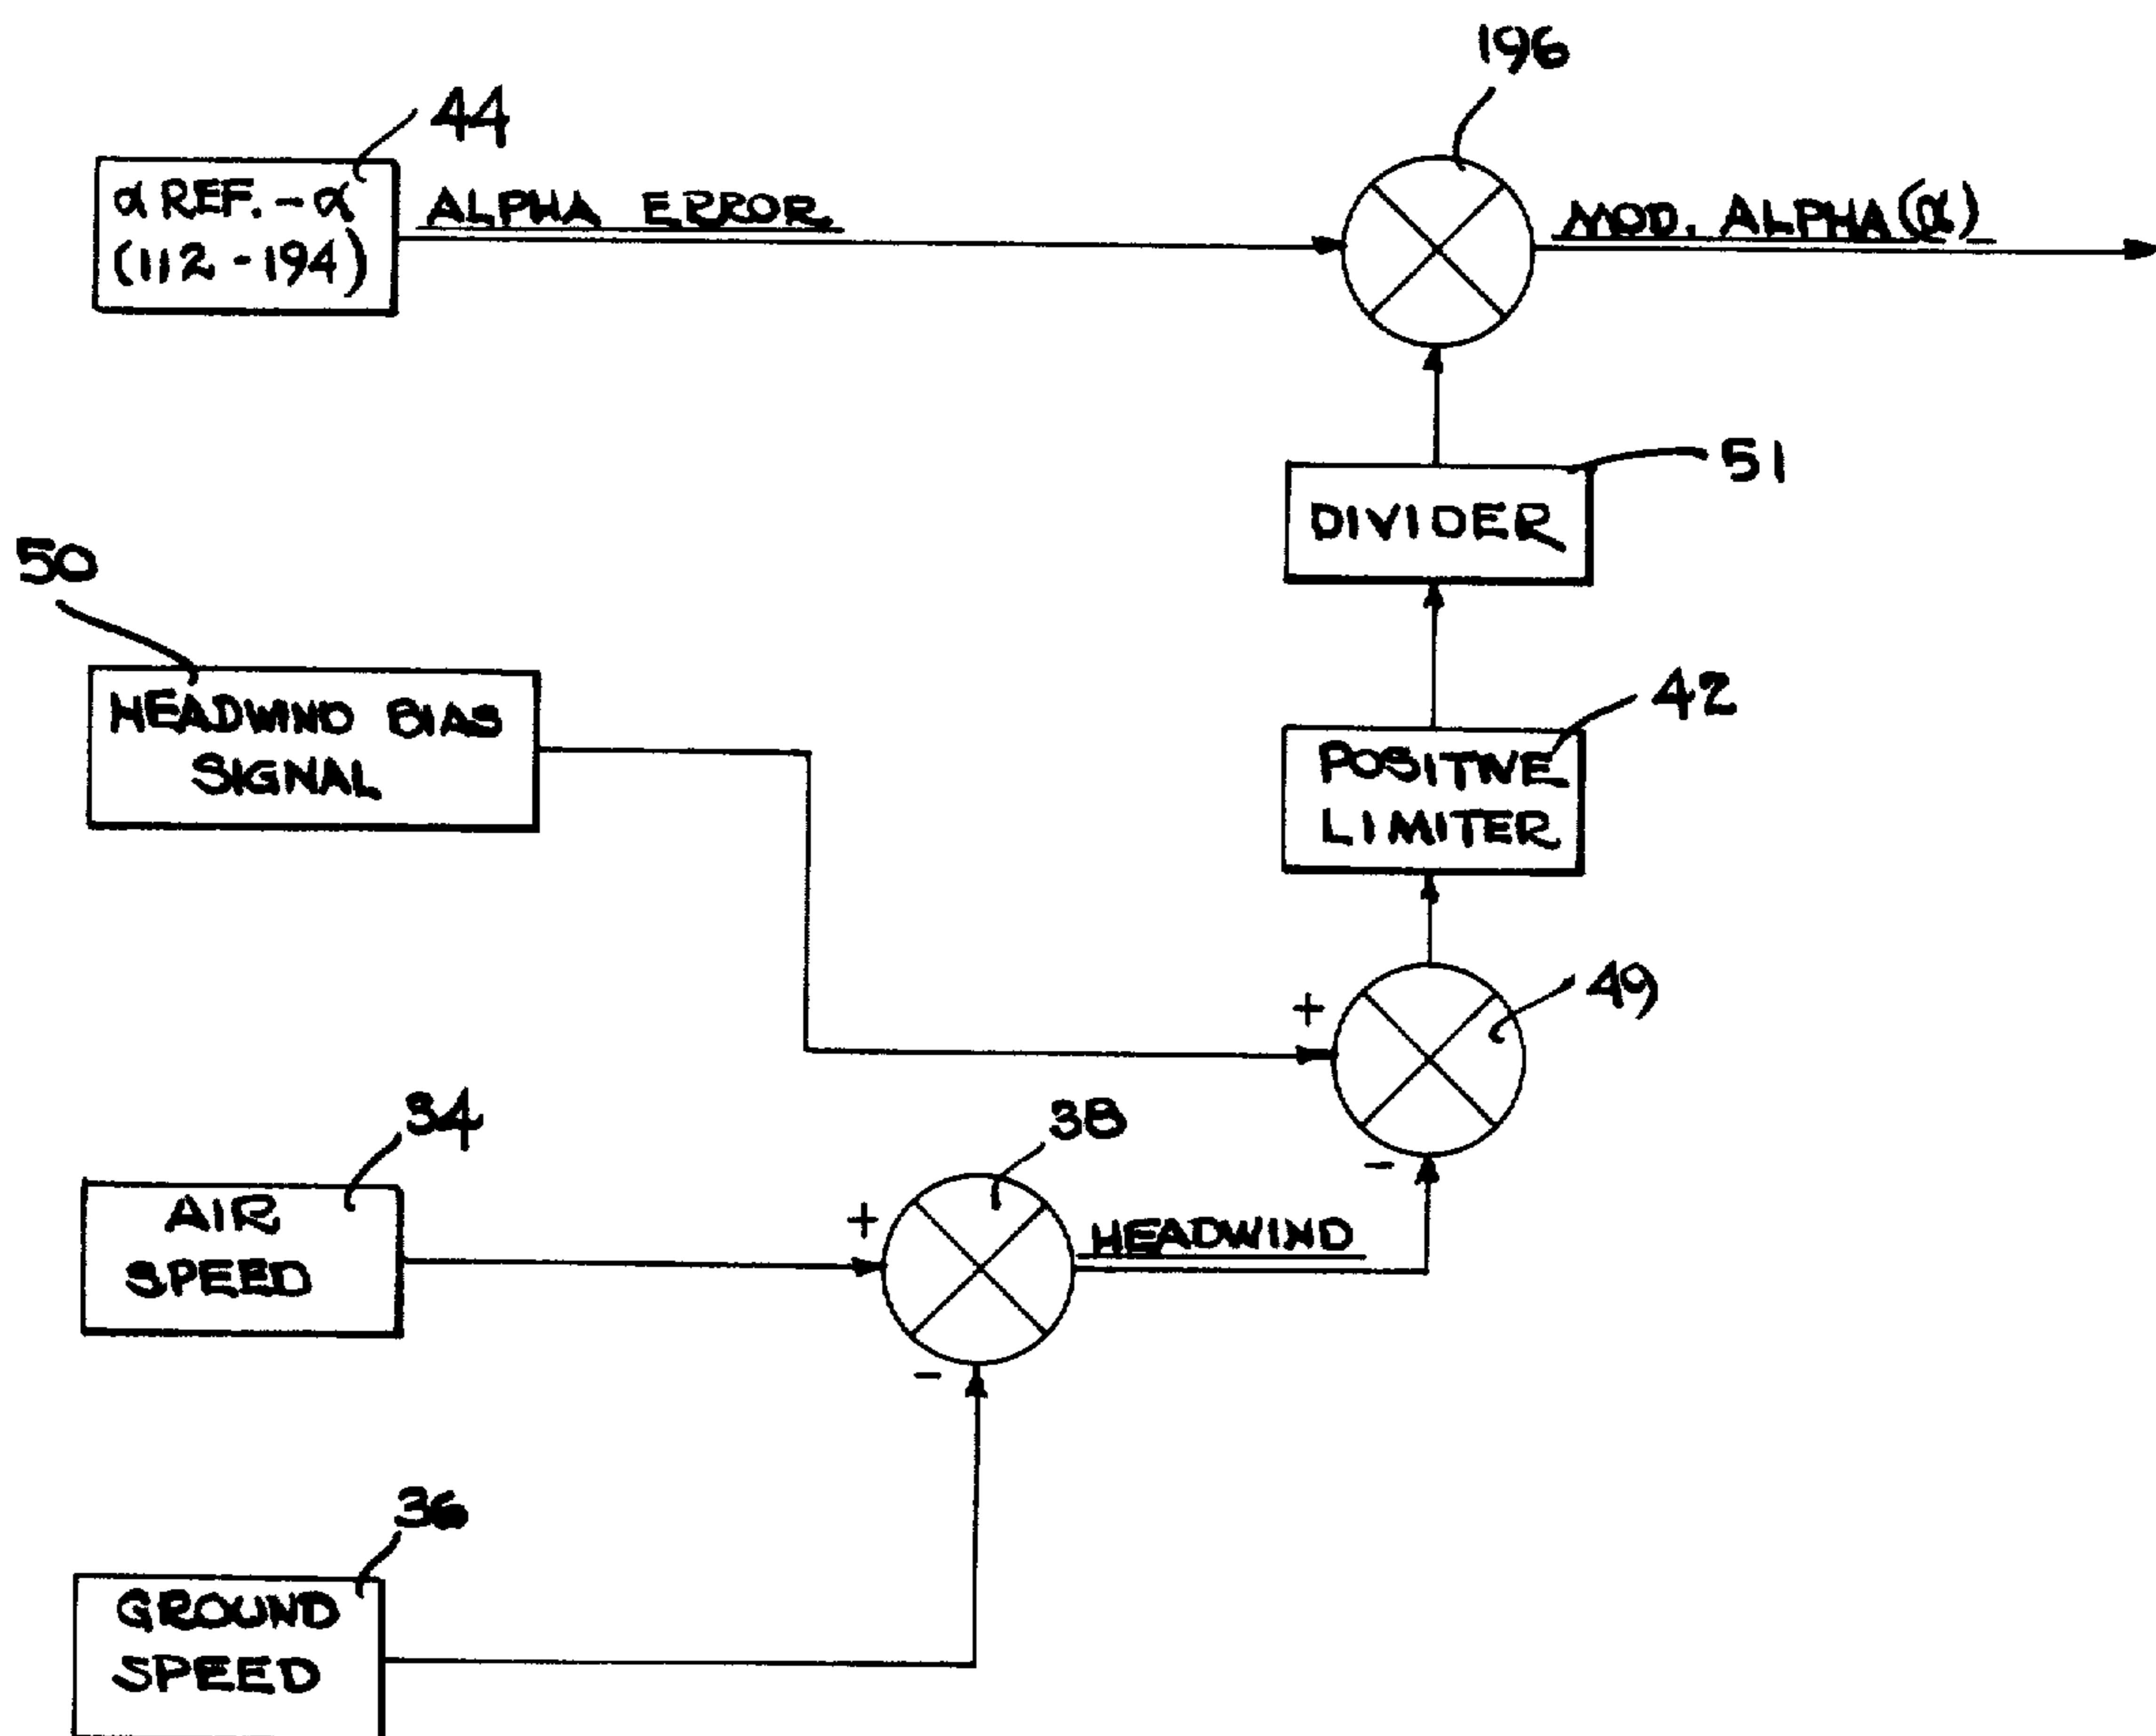 196
44
α REF. - α
(112 - 194)
ALPHA ERROR
MOD. ALPHA (α)
51
DIVIDER
50
HEADWIND BIAS
SIGNAL
42
POSITIVE
LIMITER
49
+
-
34
AIR
SPEED
38
+
HEADWIND
-
36
GROUND
SPEED